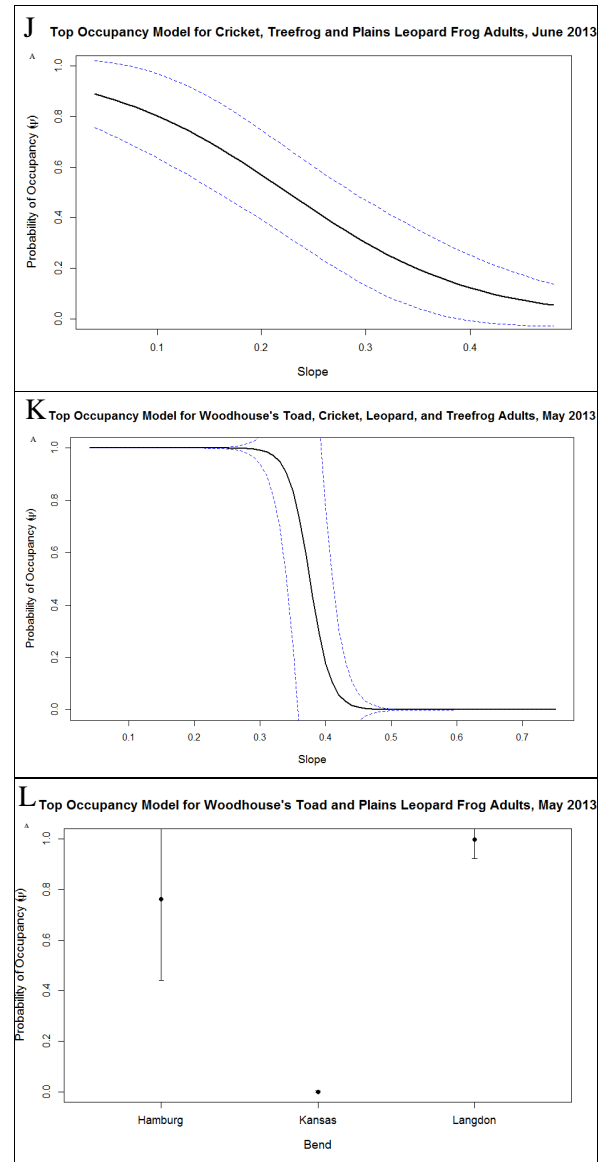 J Top Occupancy Model for Cricket, Treefrog and Plains Leopard Frog Adults, June 2013
A
Probability of Occupancy (ψ)
1.0
0.8
0.6
0.4
0.2
0.0
0.1 0.2 0.3 0.4
Slope
K Top Occupancy Model for Woodhouse's Toad, Cricket, Leopard, and Treefrog Adults, May 2013
A
Probability of Occupancy (ψ)
1.0
0.8
0.6
0.4
0.2
0.0
0.1 0.2 0.3 0.4 0.5 0.6 0.7
Slope
L Top Occupancy Model for Woodhouse's Toad and Plains Leopard Frog Adults, May 2013
A
Probability of Occupancy (ψ)
1.0
0.8
0.6
0.4
0.2
0.0
Hamburg Kansas Langdon
Bend